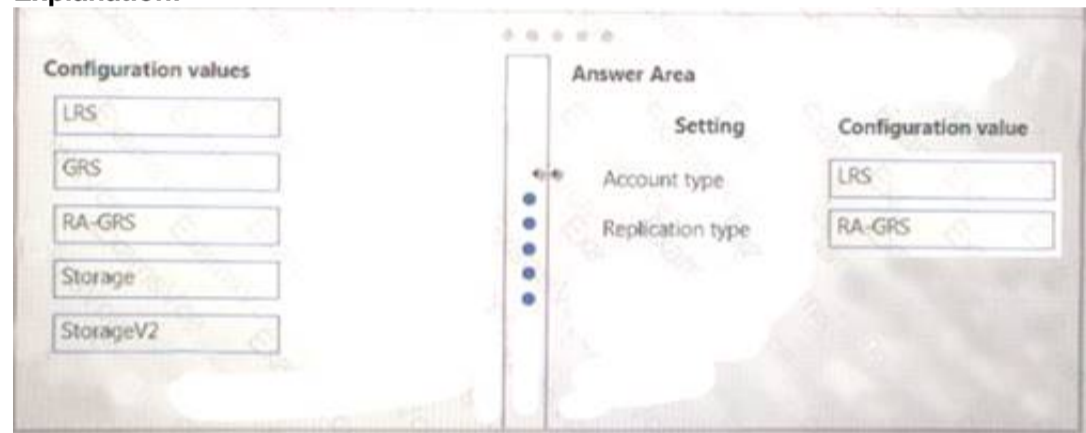 Configuration values
LRS
GRS
RA-GRS
Storage
StorageV2
Answer Area
Setting Configuration value
Account type LRS
Replication type RA-GRS